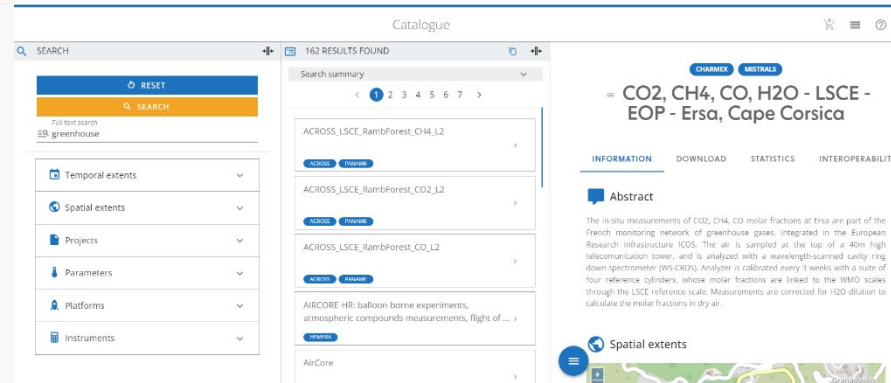 Catalogue
SEARCH
RESET
SEARCH
Full text search
greenhouse
Temporal extents
Spatial extents
Projects
Parameters
Platforms
Instruments
162 RESULTS FOUND
Search summary
< 1 2 3 4 5 6 7 >
ACROSS_LSCE_RambForest_CH4_L2
ACROSS PANAME
ACROSS_LSCE_RambForest_CO2_L2
ACROSS PANAME
ACROSS_LSCE_RambForest_CO_L2
ACROSS PANAME
AIRCORE-HR: balloon-borne experiments,
atmospheric compounds measurements, flight of ...
HEMERA
AirCore
CHARMEX MISTRALS
CO2, CH4, CO, H2O - LSCE -
EOP - Ersa, Cape Corsica
INFORMATION DOWNLOAD STATISTICS INTEROPERABILIT
Abstract
The in-situ measurements of CO2, CH4, CO molar fractions at Ersa are part of the
French monitoring network of greenhouse gases, integrated in the European
Research Infrastructure ICOS. The air is sampled at the top of a 40m high
telecommunication tower, and is analyzed with a wavelength-scanned cavity ring
down spectrometer (WS-CRDS). Analyzer is calibrated every 3 weeks with a suite of
four reference cylinders, whose molar fractions are linked to the WMO scales
through the LSCE reference scale. Measurements are corrected for H2O dilution to
calculate the molar fractions in dry air.
Spatial extents
+